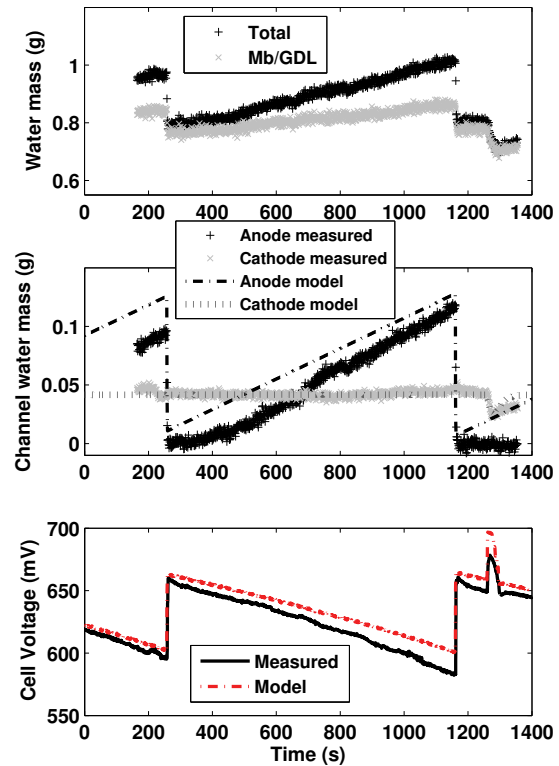 Total
Mb/GDL
Water mass (g)
1
0.8
0.6
0 200 400 600 800 1000 1200 1400
Anode measured
Cathode measured
Anode model
Cathode model
Channel water mass (g)
0.1
0.05
0
0 200 400 600 800 1000 1200 1400
Cell Voltage (mV)
700
650
600
550
Measured
Model
0 200 400 600 800 1000 1200 1400
Time (s)